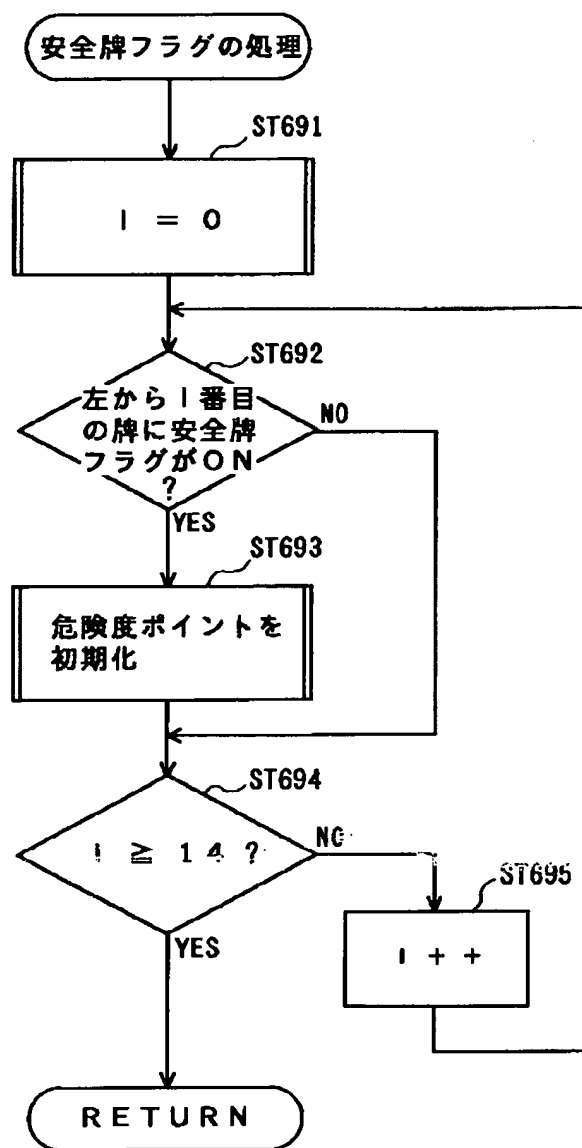 安全牌フラグの処理
ST691
I = 0
ST692
左からI番目
の牌に安全牌
フラグがON
?
NO
YES
ST693
危険度ポイントを
初期化
ST694
I ≧ 14 ?
NO
ST695
I++
YES
RETURN